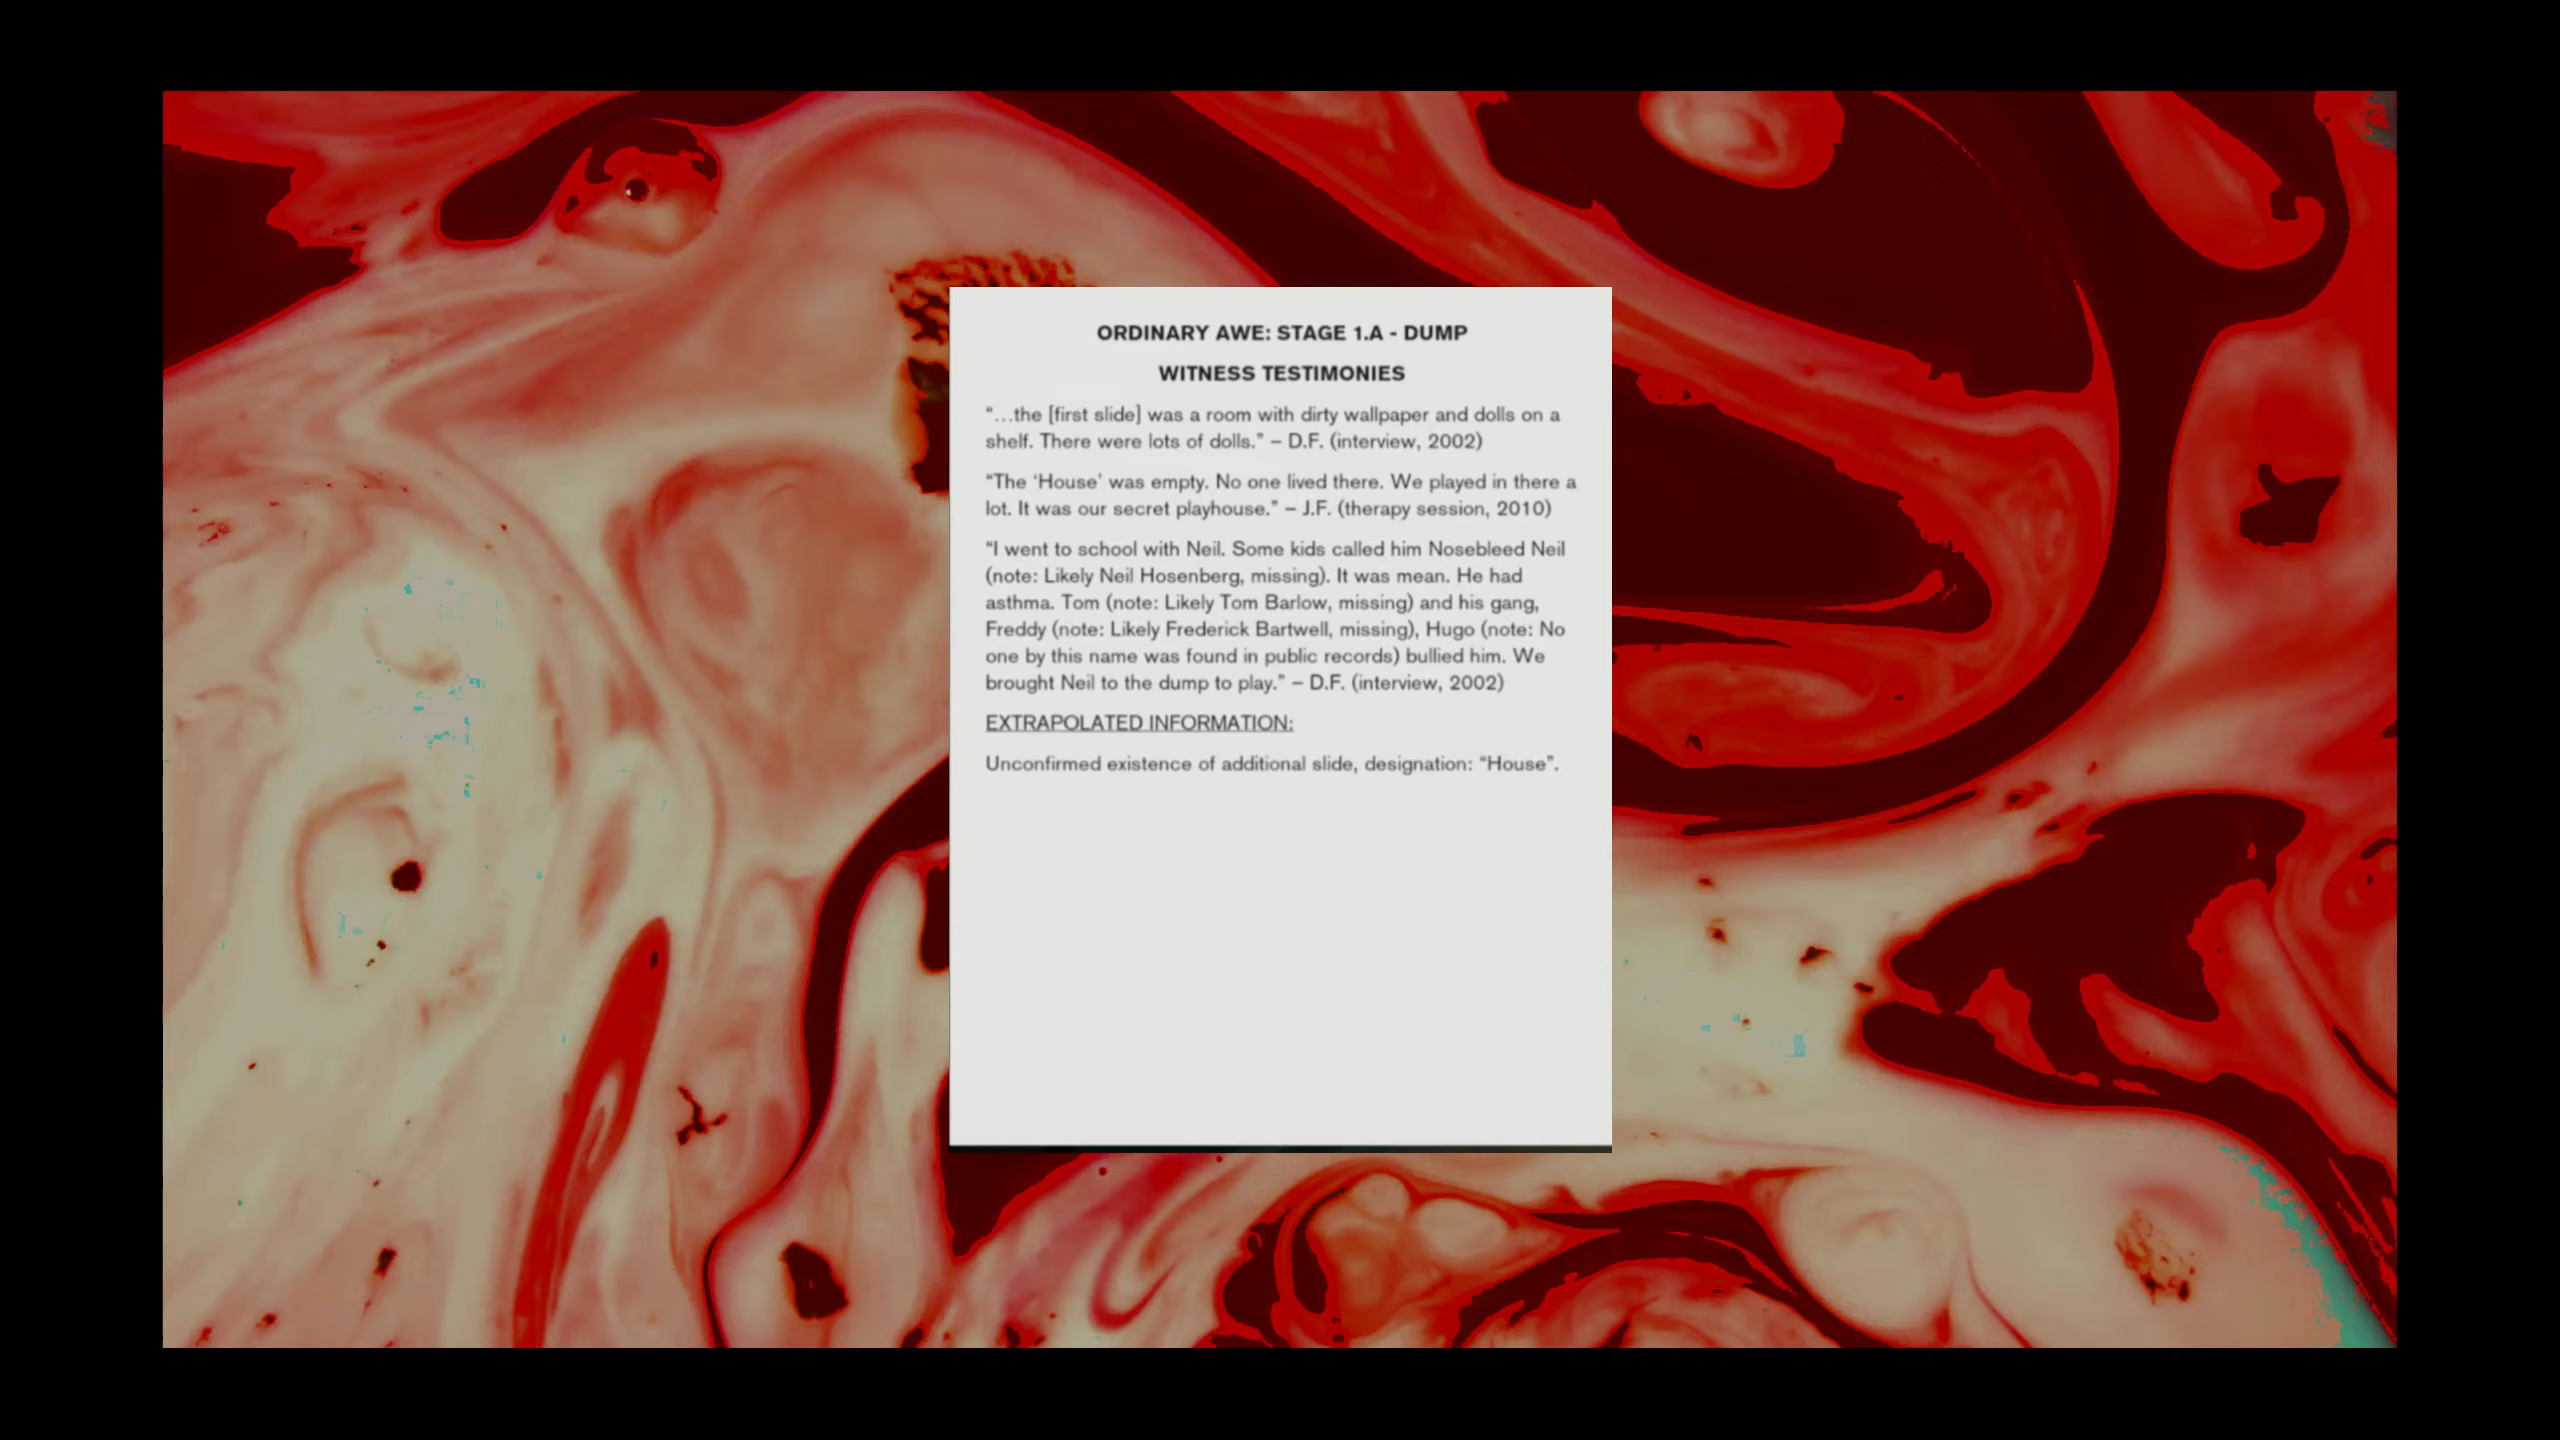 ORDINARY AWE: STAGE 1.A - DUMP
WITNESS TESTIMONIES
“…the [first slide] was a room with dirty wallpaper and dolls on a
shelf. There were lots of dolls.” – D.F. (interview, 2002)
“The ‘House’ was empty. No one lived there. We played in there a
lot. It was our secret playhouse.” – J.F. (therapy session, 2010)
“I went to school with Neil. Some kids called him Nosebleed Neil
(note: Likely Neil Hosenberg, missing). It was mean. He had
asthma. Tom (note: Likely Tom Barlow, missing) and his gang,
Freddy (note: Likely Frederick Bartwell, missing), Hugo (note: No
one by this name was found in public records) bullied him. We
brought Neil to the dump to play.” – D.F. (interview, 2002)
EXTRAPOLATED INFORMATION:
Unconfirmed existence of additional slide, designation: “House”.